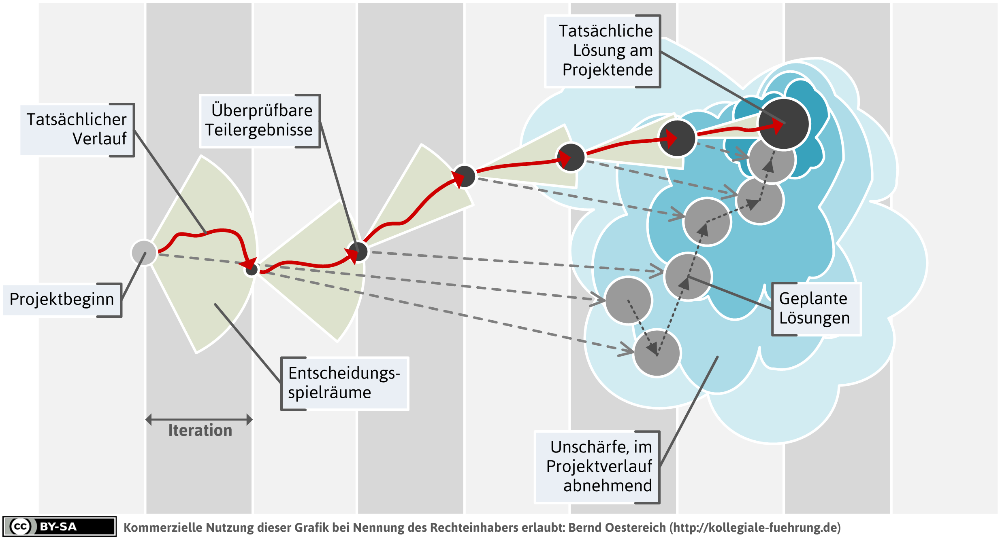 Tatsächliche
Lösung am
Projektende
Überprüfbare
Teilergebnisse
Tatsächlicher
Verlauf
Projektbeginn
Geplante
Lösungen
Entscheidungs-
spielräume
Iteration
Unschärfe, im
Projektverlauf
abnehmend
cc BY-SA
Kommerzielle Nutzung dieser Grafik bei Nennung des Rechteinhabers erlaubt: Bernd Oestereich (http://kollegiale-fuehrung.de)